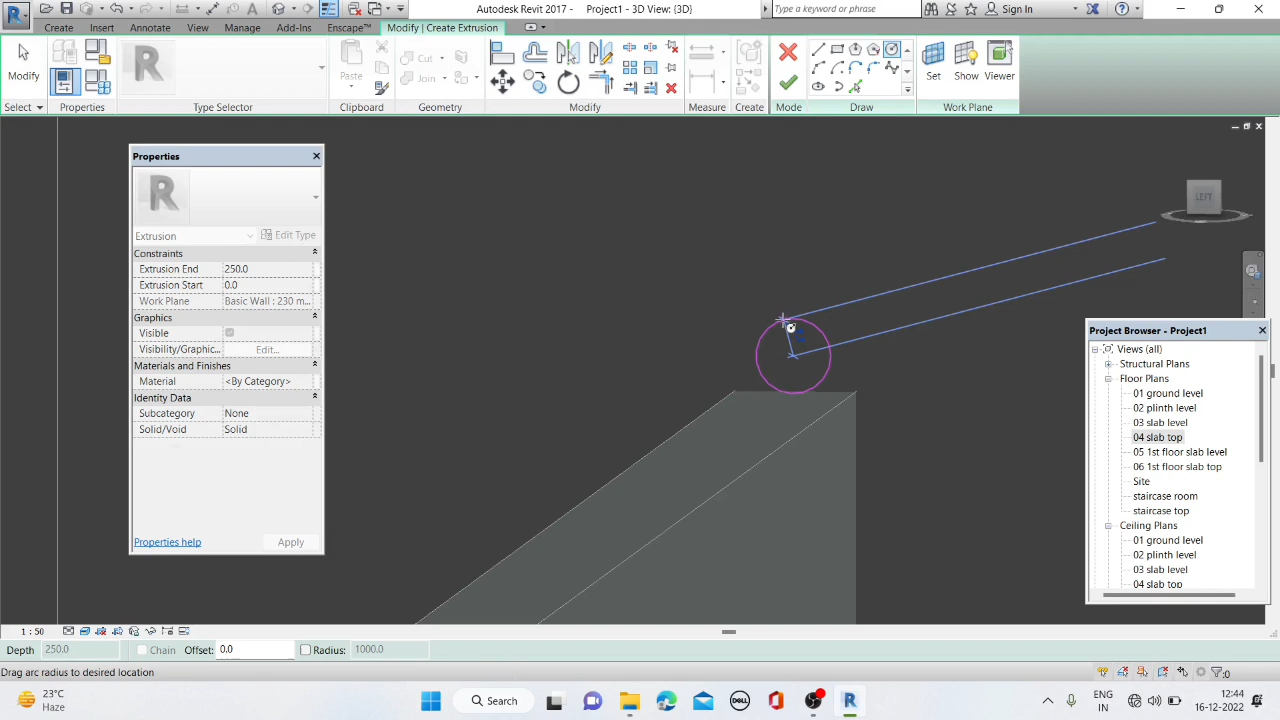 Autodesk Revit 2017 - Project1 - 3D View: {3D}
Type a keyword or phrase
Sign In
Create
Insert
Annotate
View
Manage
Add-Ins
Enscape™
Modify | Create Extrusion
Modify
Paste
Cut
Join
Set
Show
Viewer
Select
Properties
Type Selector
Clipboard
Geometry
Modify
Measure
Create
Mode
Draw
Work Plane
Properties
Extrusion
Edit Type
Constraints
Extrusion End 250.0
Extrusion Start 0.0
Work Plane Basic Wall : 230 m...
Graphics
Visible
Visibility/Graphic... Edit...
Materials and Finishes
Material <By Category>
Identity Data
Subcategory None
Solid/Void Solid
Properties help
Apply
LEFT
Project Browser - Project1
Views (all)
Structural Plans
Floor Plans
01 ground level
02 plinth level
03 slab level
04 slab top
05 1st floor slab level
06 1st floor slab top
Site
staircase room
staircase top
Ceiling Plans
01 ground level
02 plinth level
03 slab level
04 slab top
1 : 50
Depth 250.0 Chain Offset: 0.0 Radius: 1000.0
Drag arc radius to desired location
:0
23°C
Haze
Search
DELL
ENG
IN
12:44
16-12-2022